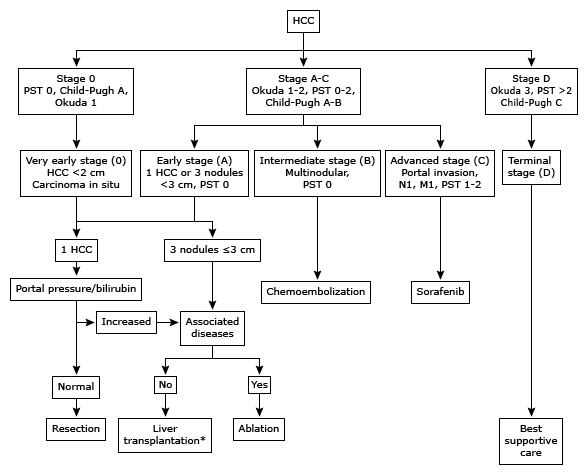 HCC
Stage 0
PST 0, Child-Pugh A,
Okuda 1
Stage A-C
Okuda 1-2, PST 0-2,
Child-Pugh A-B
Stage D
Okuda 3, PST >2
Child-Pugh C
Very early stage (0)
HCC <2 cm
Carcinoma in situ
Early stage (A)
1 HCC or 3 nodules
<3 cm, PST 0
Intermediate stage (B)
Multinodular,
PST 0
Advanced stage (C)
Portal invasion,
N1, M1, PST 1-2
Terminal
stage (D)
1 HCC
3 nodules ≤3 cm
Portal pressure/bilirubin
Chemoembolization
Sorafenib
Increased
Associated
diseases
Normal
No
Yes
Resection
Liver
transplantation*
Ablation
Best
supportive
care